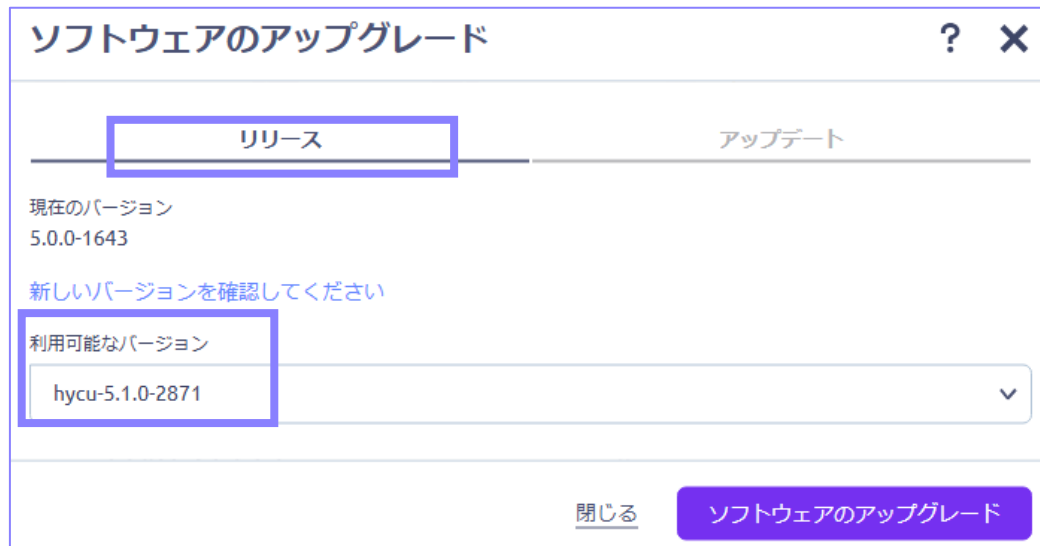 ソフトウェアのアップグレード ?
リリース アップデート
現在のバージョン
5.0.0-1643
新しいバージョンを確認してください
利用可能なバージョン
hycu-5.1.0-2871
閉じる ソフトウェアのアップグレード